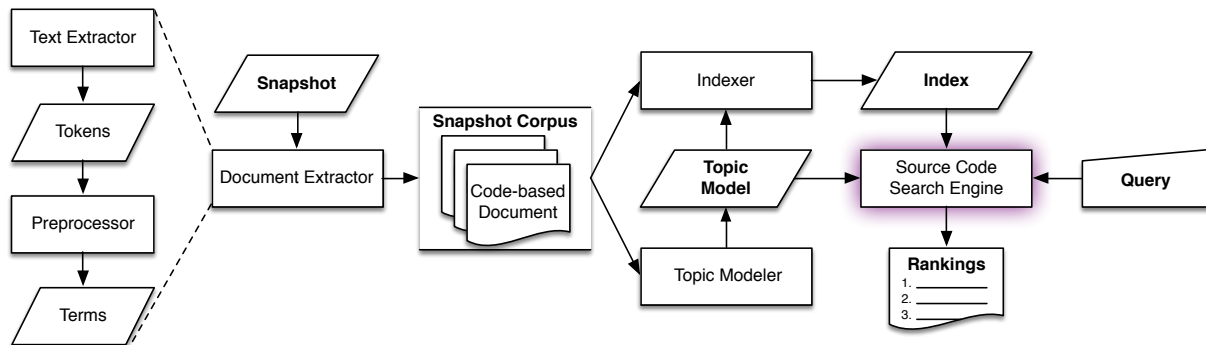 Text Extractor
Tokens
Preprocessor
Terms
Snapshot
Document Extractor
Snapshot Corpus
Code-based
Document
Indexer
Topic
Model
Topic Modeler
Index
Source Code
Search Engine
Query
Rankings
1.
2.
3.